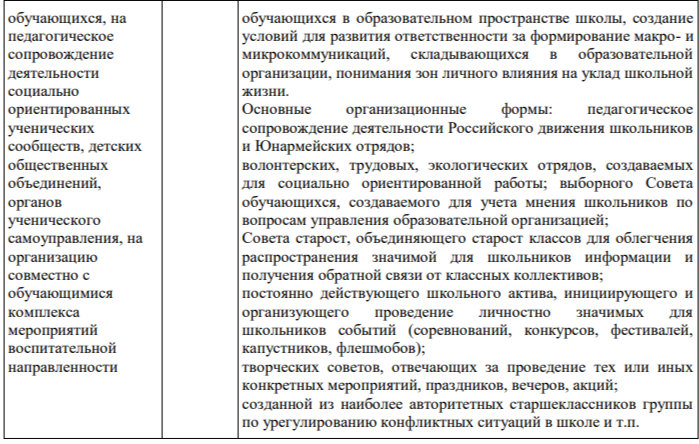 обучающихся, на
педагогическое
сопровождение
деятельности
социально
ориентированных
ученических
сообществ, детских
общественных
объединений,
органов
ученического
самоуправления, на
организацию
совместно с
обучающимися
комплекса
мероприятий
воспитательной
направленности
обучающихся в образовательном пространстве школы, создание
условий для развития ответственности за формирование макро- и
микрокоммуникаций, складывающихся в образовательной
организации, понимания зон личного влияния на уклад школьной
жизни.
Основные организационные формы: педагогическое
сопровождение деятельности Российского движения школьников
и Юнармейских отрядов;
волонтерских, трудовых, экологических отрядов, создаваемых
для социально ориентированной работы; выборного Совета
обучающихся, создаваемого для учета мнения школьников по
вопросам управления образовательной организацией;
Совета старост, объединяющего старост классов для облегчения
распространения значимой для школьников информации и
получения обратной связи от классных коллективов;
постоянно действующего школьного актива, инициирующего и
организующего проведение личностно значимых для
школьников событий (соревнований, конкурсов, фестивалей,
капустников, флешмобов);
творческих советов, отвечающих за проведение тех или иных
конкретных мероприятий, праздников, вечеров, акций;
созданной из наиболее авторитетных старшеклассников группы
по урегулированию конфликтных ситуаций в школе и т.п.